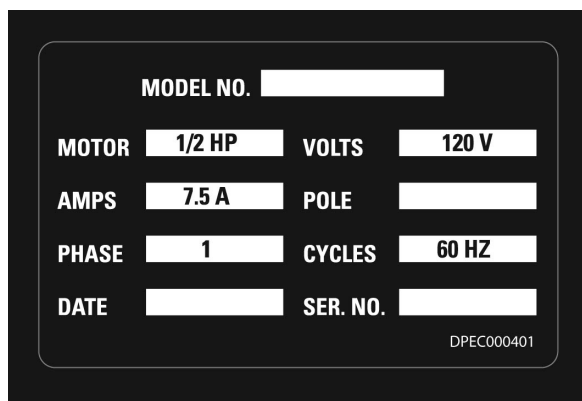 MODEL NO.
MOTOR 1/2 HP VOLTS 120 V
AMPS 7.5 A POLE
PHASE 1 CYCLES 60 HZ
DATE SER. NO.
DPEC000401